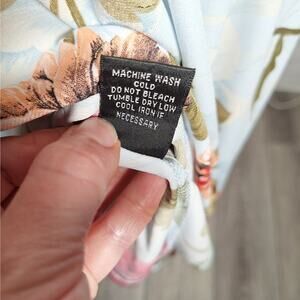 MACHINE WASH
COLD
DO NOT BLEACH
TUMBLE DRY LOW
COOL IRON IF
NECESSARY